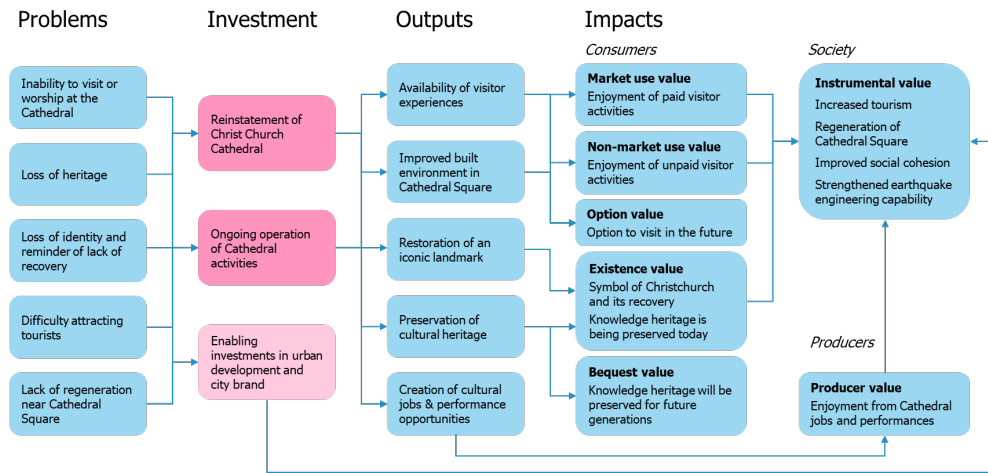 Problems
Investment
Outputs
Impacts
Consumers
Society
Inability to visit or
worship at the
Cathedral
Loss of heritage
Loss of identity and
reminder of lack of
recovery
Difficulty attracting
tourists
Lack of regeneration
near Cathedral
Square
Reinstatement of
Christ Church
Cathedral
Ongoing operation
of Cathedral
activities
Enabling
investments in urban
development and
city brand
Availability of visitor
experiences
Improved built
environment in
Cathedral Square
Restoration of an
iconic landmark
Preservation of
cultural heritage
Creation of cultural
jobs & performance
opportunities
Market use value
Enjoyment of paid visitor
activities
Non-market use value
Enjoyment of unpaid visitor
activities
Option value
Option to visit in the future
Existence value
Symbol of Christchurch
and its recovery
Knowledge heritage is
being preserved today
Bequest value
Knowledge heritage will be
preserved for future
generations
Instrumental value
Increased tourism
Regeneration of
Cathedral Square
Improved social cohesion
Strengthened earthquake
engineering capability
Producers
Producer value
Enjoyment from Cathedral
jobs and performances